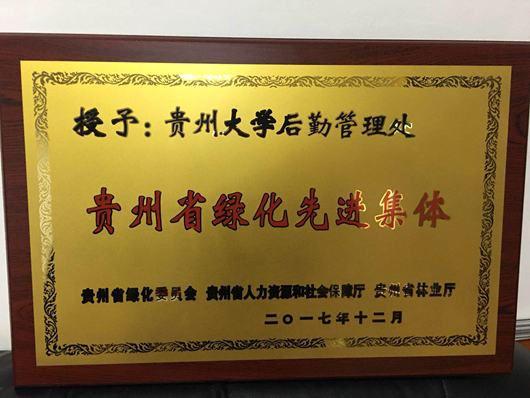 授予：贵州大学后勤管理处
贵州省绿化先进集体
贵州省绿化委员会 贵州省人力资源和社会保障厅 贵州省林业厅
二〇一七年十二月